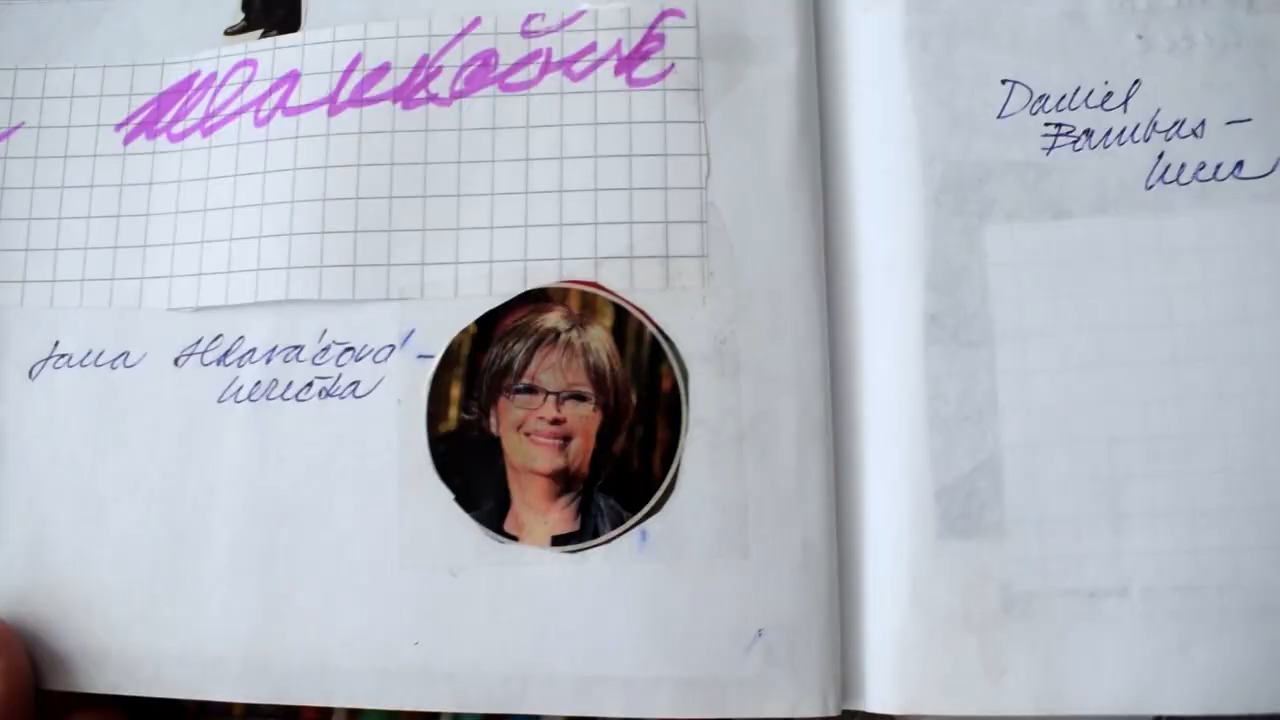 Jana Hlaváčová -
herečka
Daniel
Bambas -
herec